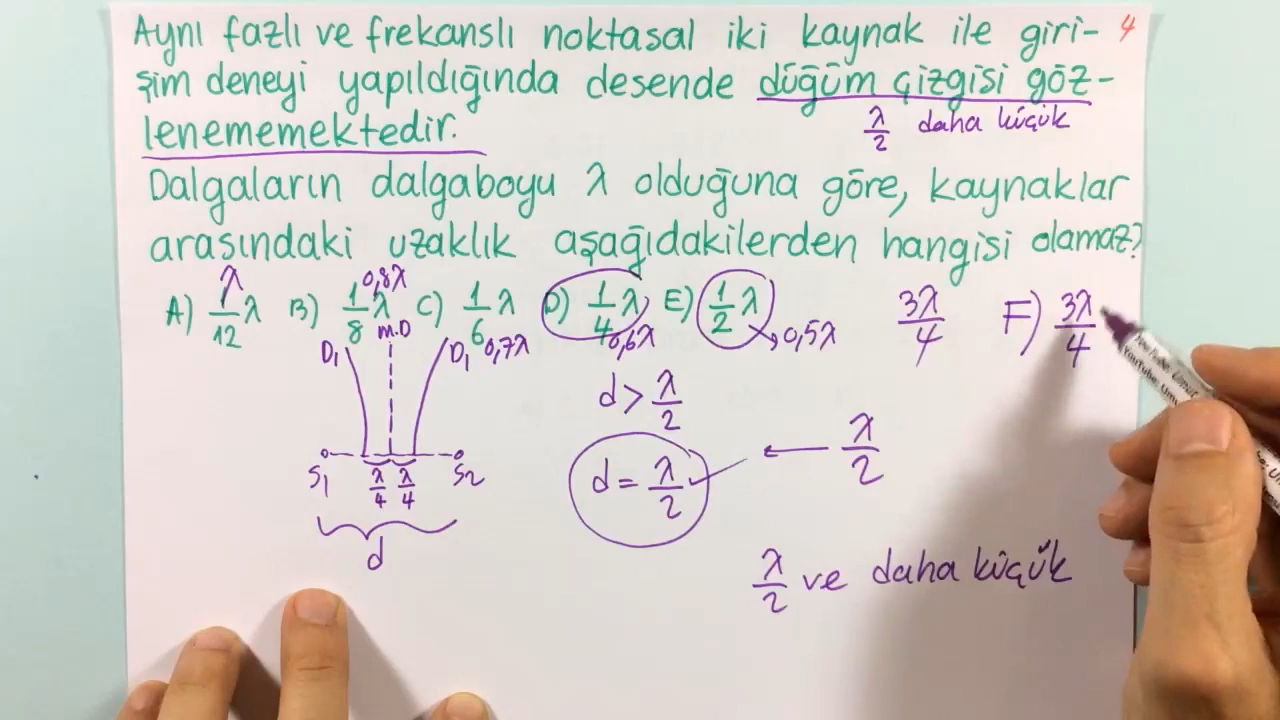 Aynı fazlı ve frekanslı noktasal iki kaynak ile giri- 4
şim deneyi yapıldığında desende düğüm çizgisi göz-
lenememektedir.
λ/2 daha küçük
Dalgaların dalgaboyu λ olduğuna göre, kaynaklar
arasındaki uzaklık aşağıdakilerden hangisi olamaz?
λ 0,8λ
A) 1/12 λ B) 1/8 λ C) 1/6 λ D) 1/4 λ E) 1/2 λ 3λ/4 F) 3λ/4
0,7λ 0,6λ 0,5λ
D1 M.D D1
d > λ/2
S1 λ/4 λ/4 S2
d = λ/2 ← λ/2
d
λ/2 ve daha küçük
YouTube: Umut